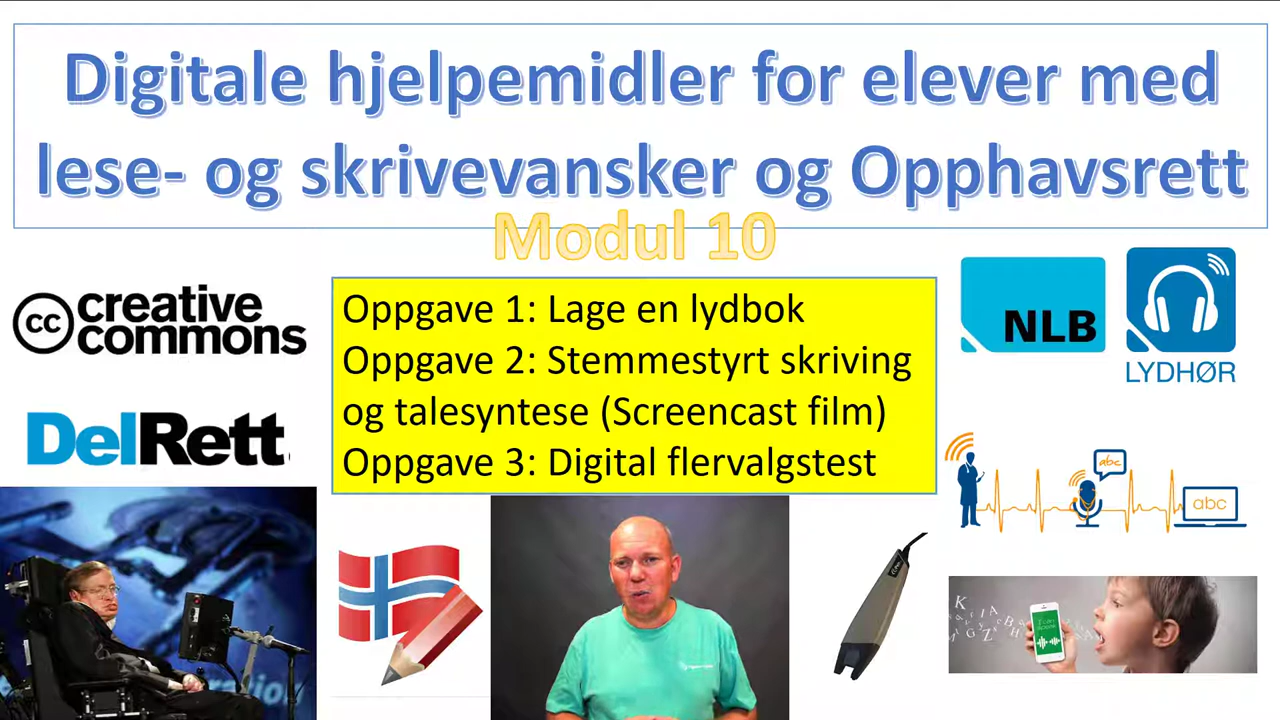 Digitale hjelpemidler for elever med
lese- og skrivevansker og Opphavsrett
Modul 10
cc creative
commons
DelRett
Oppgave 1: Lage en lydbok
Oppgave 2: Stemmestyrt skriving
og talesyntese (Screencast film)
Oppgave 3: Digital flervalgstest
NLB
LYDHØR
abc
abc
K